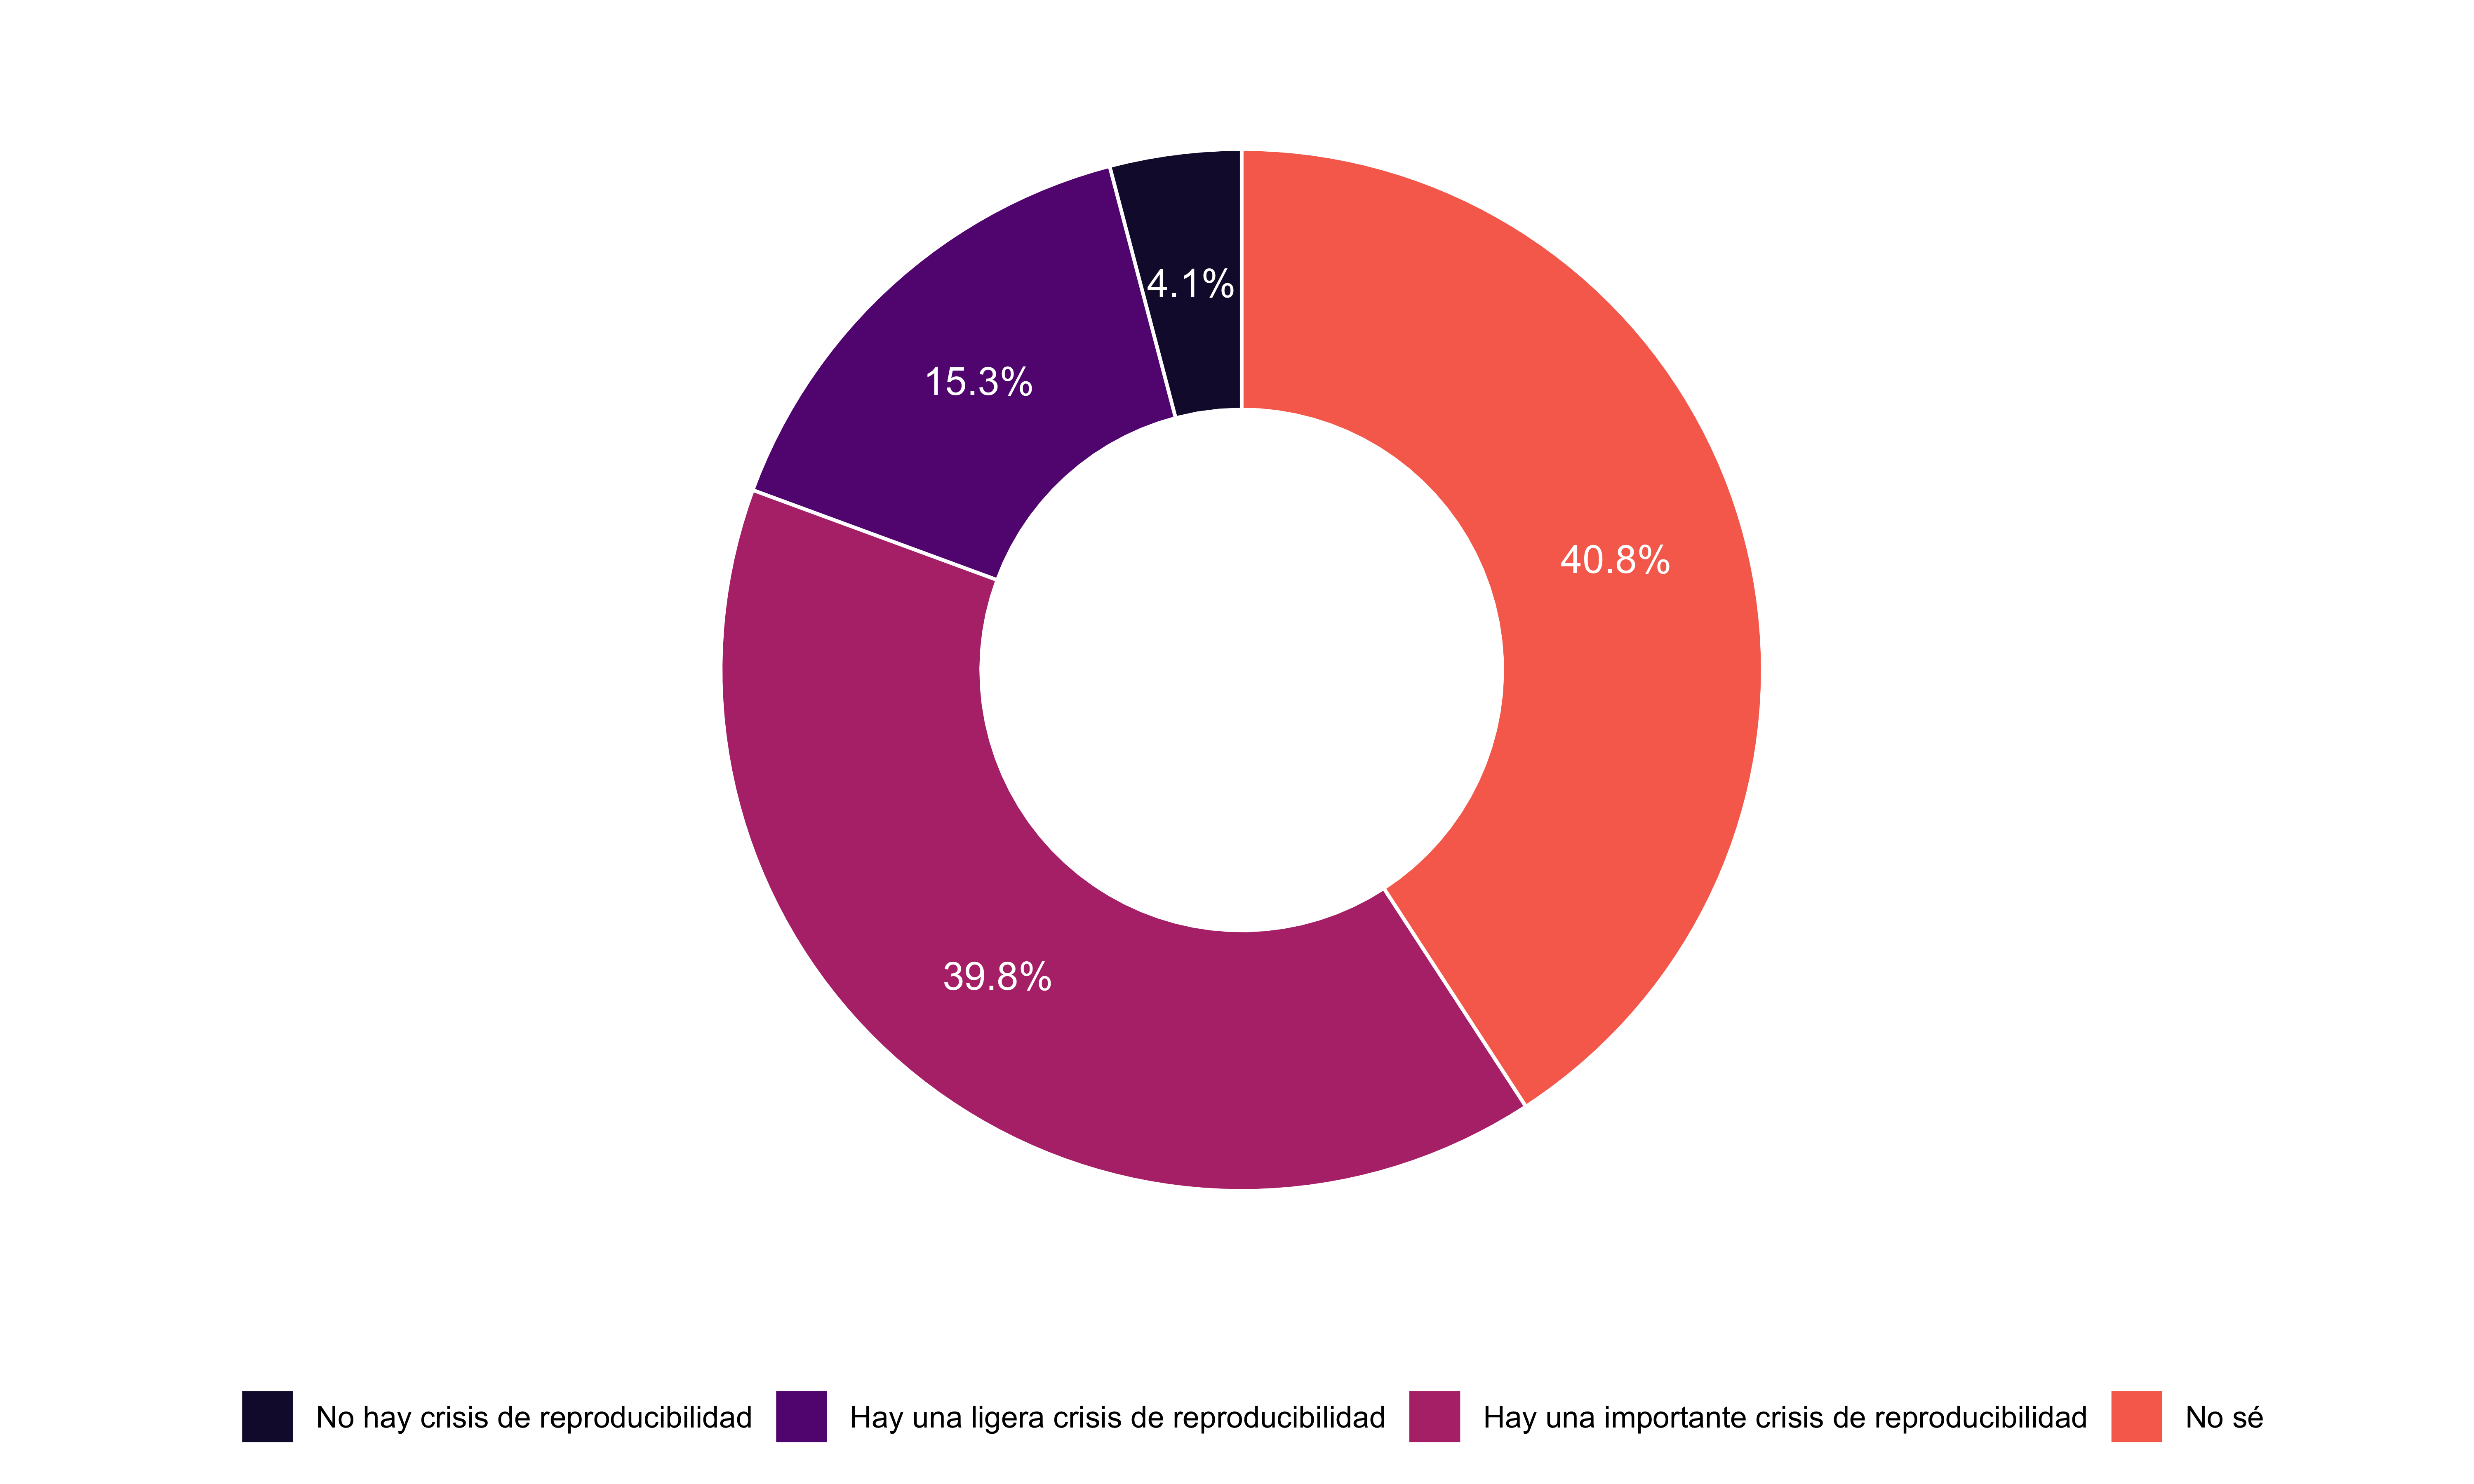 4.1%
15.3%
40.8%
39.8%
No hay crisis de reproducibilidad
Hay una ligera crisis de reproducibilidad
Hay una importante crisis de reproducibilidad
No sé